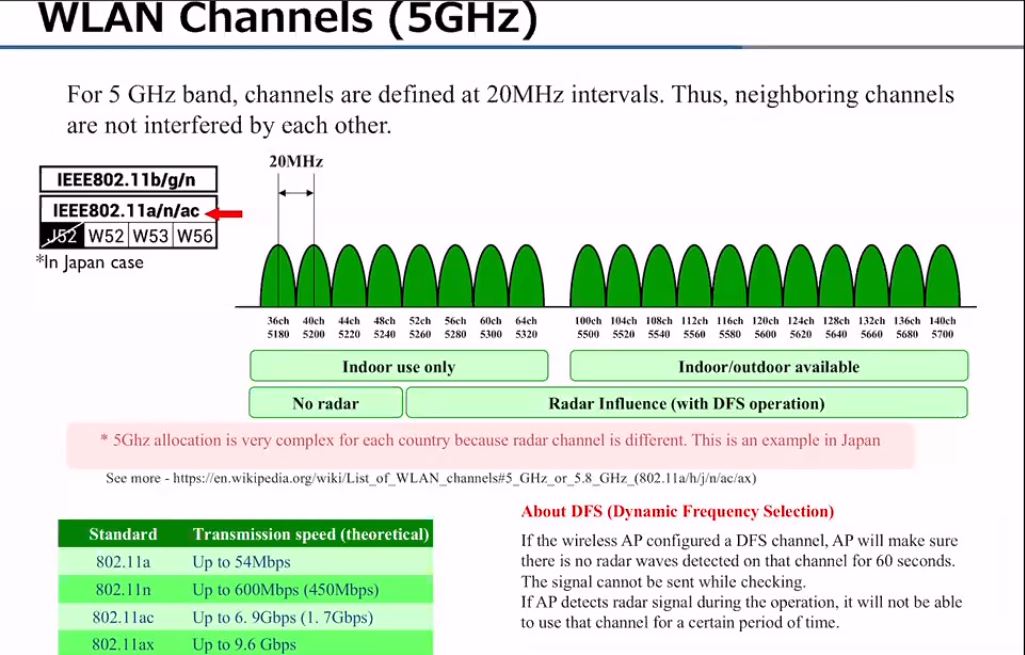 WLAN Channels (5GHz)
For 5 GHz band, channels are defined at 20MHz intervals. Thus, neighboring channels
are not interfered by each other.
20MHz
IEEE802.11b/g/n
IEEE802.11a/n/ac
J52 W52 W53 W56
*In Japan case
36ch 40ch 44ch 48ch 52ch 56ch 60ch 64ch 100ch 104ch 108ch 112ch 116ch 120ch 124ch 128ch 132ch 136ch 140ch
5180 5200 5220 5240 5260 5280 5300 5320 5500 5520 5540 5560 5580 5600 5620 5640 5660 5680 5700
Indoor use only
Indoor/outdoor available
No radar
Radar Influence (with DFS operation)
* 5Ghz allocation is very complex for each country because radar channel is different. This is an example in Japan
See more - https://en.wikipedia.org/wiki/List_of_WLAN_channels#5_GHz_or_5.8_GHz_(802.11a/h/j/n/ac/ax)
Standard Transmission speed (theoretical)
802.11a Up to 54Mbps
802.11n Up to 600Mbps (450Mbps)
802.11ac Up to 6. 9Gbps (1. 7Gbps)
802.11ax Up to 9.6 Gbps
About DFS (Dynamic Frequency Selection)
If the wireless AP configured a DFS channel, AP will make sure
there is no radar waves detected on that channel for 60 seconds.
The signal cannot be sent while checking.
If AP detects radar signal during the operation, it will not be able
to use that channel for a certain period of time.